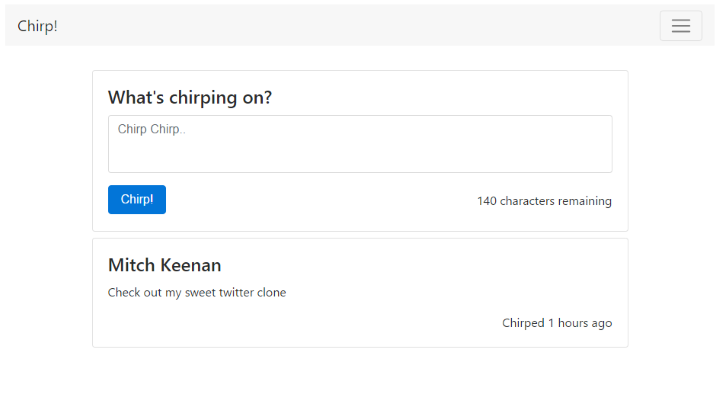 Chirp!
What's chirping on?
Chirp Chirp..
Chirp!
140 characters remaining
Mitch Keenan
Check out my sweet twitter clone
Chirped 1 hours ago